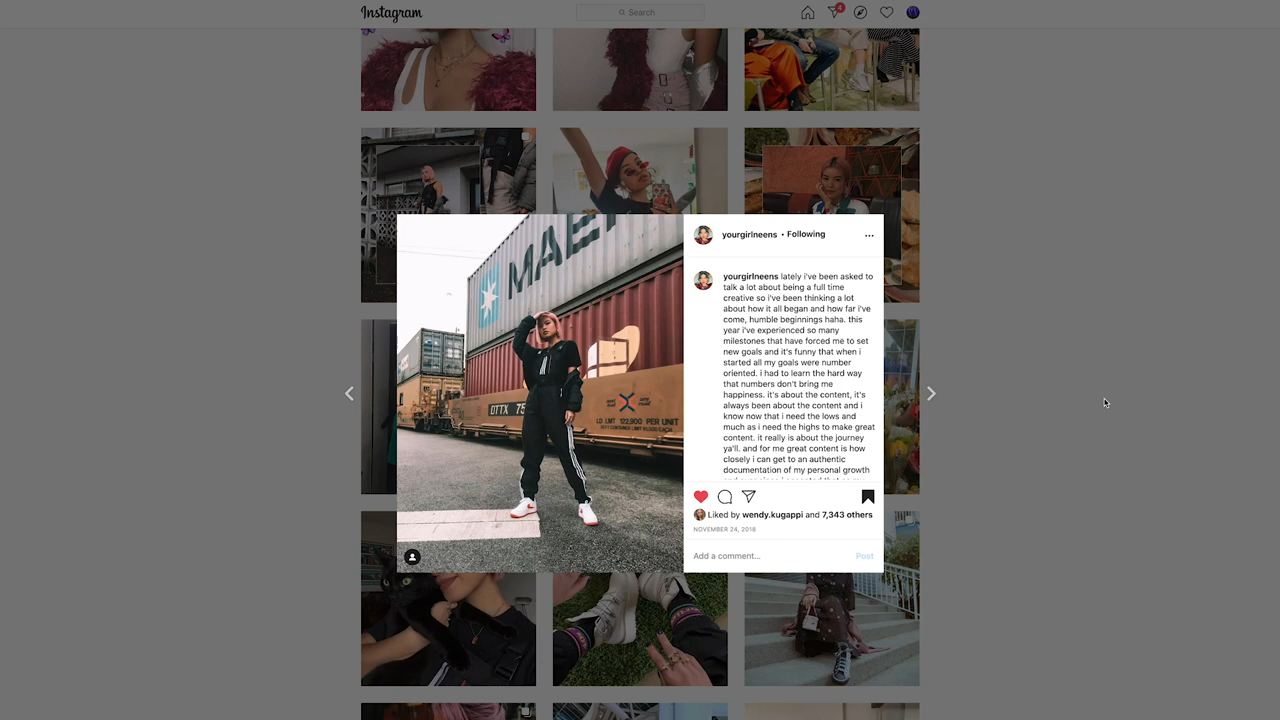 Instagram
Search
4
yourgirlneens • Following
...
yourgirlneens lately i've been asked to
talk a lot about being a full time
creative so i've been thinking a lot
about how it all began and how far i've
come, humble beginnings haha. this
year i've experienced so many
milestones that have forced me to set
new goals and it's funny that when i
started all my goals were number
oriented. i had to learn the hard way
that numbers don't bring me
happiness. it's about the content, it's
always been about the content and i
know now that i need the lows and
much as i need the highs to make great
content. it really is about the journey
ya'll. and for me great content is how
closely i can get to an authentic
documentation of my personal growth
Liked by wendy.kugappi and 7,343 others
NOVEMBER 24, 2018
Add a comment...
Post
MAE
DTTX 75
LD LMT 122,900 PER UNIT